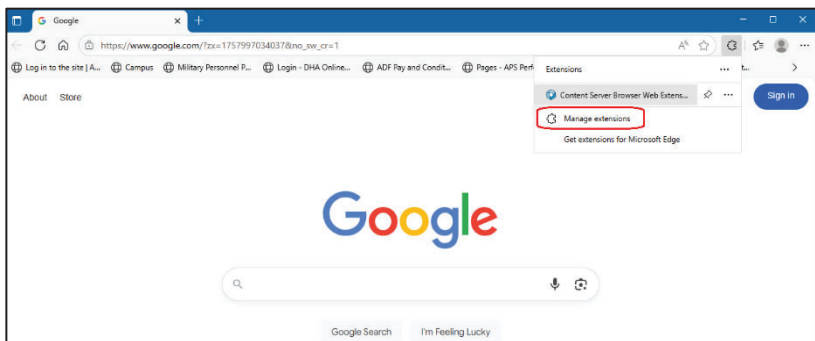 Google
https://www.google.com/?zx=1757997034037&no_sw_cr=1
Log in to the site | A... Campus Military Personnel P... Login - DHA Online... ADF Pay and Condit... Pages - APS Perf
Extensions
Content Server Browser Web Extens...
Manage extensions
Get extensions for Microsoft Edge
About Store
Sign in
Google
Google Search I'm Feeling Lucky